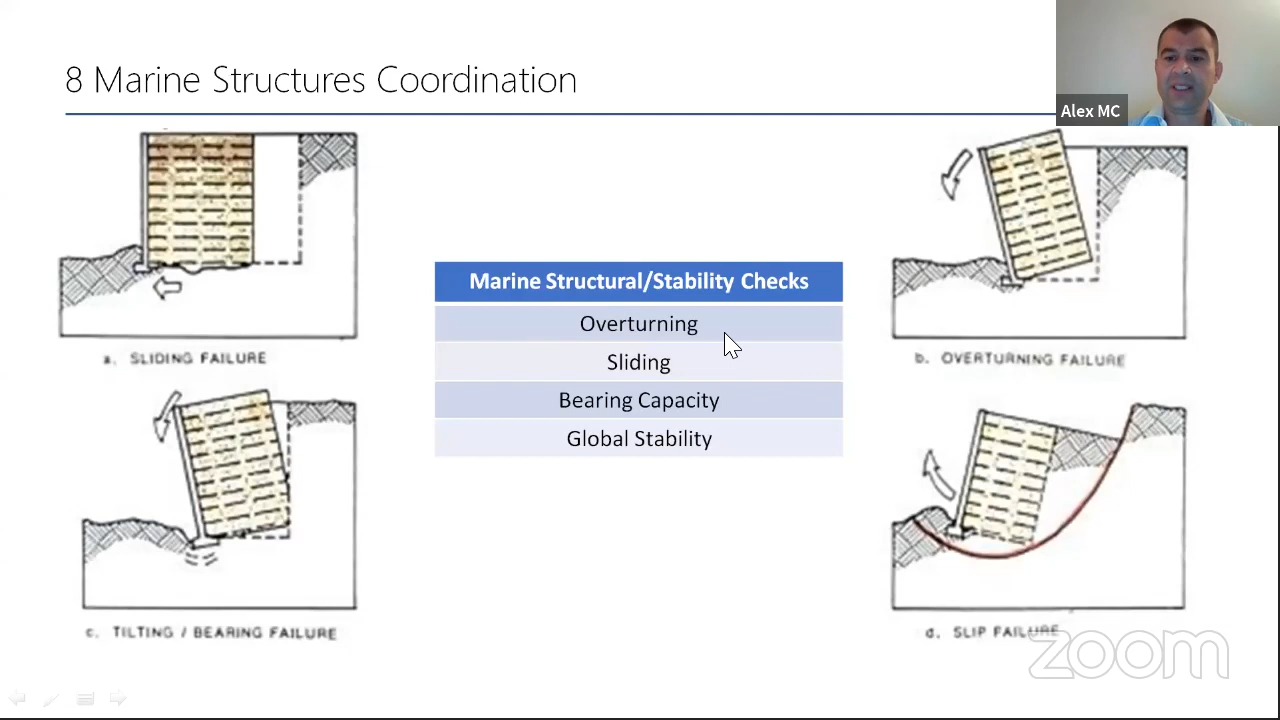 8 Marine Structures Coordination
Alex MC
a. SLIDING FAILURE
b. OVERTURNING FAILURE
Marine Structural/Stability Checks
Overturning
Sliding
Bearing Capacity
Global Stability
c. TILTING / BEARING FAILURE
d. SLIP FAILURE
zoom